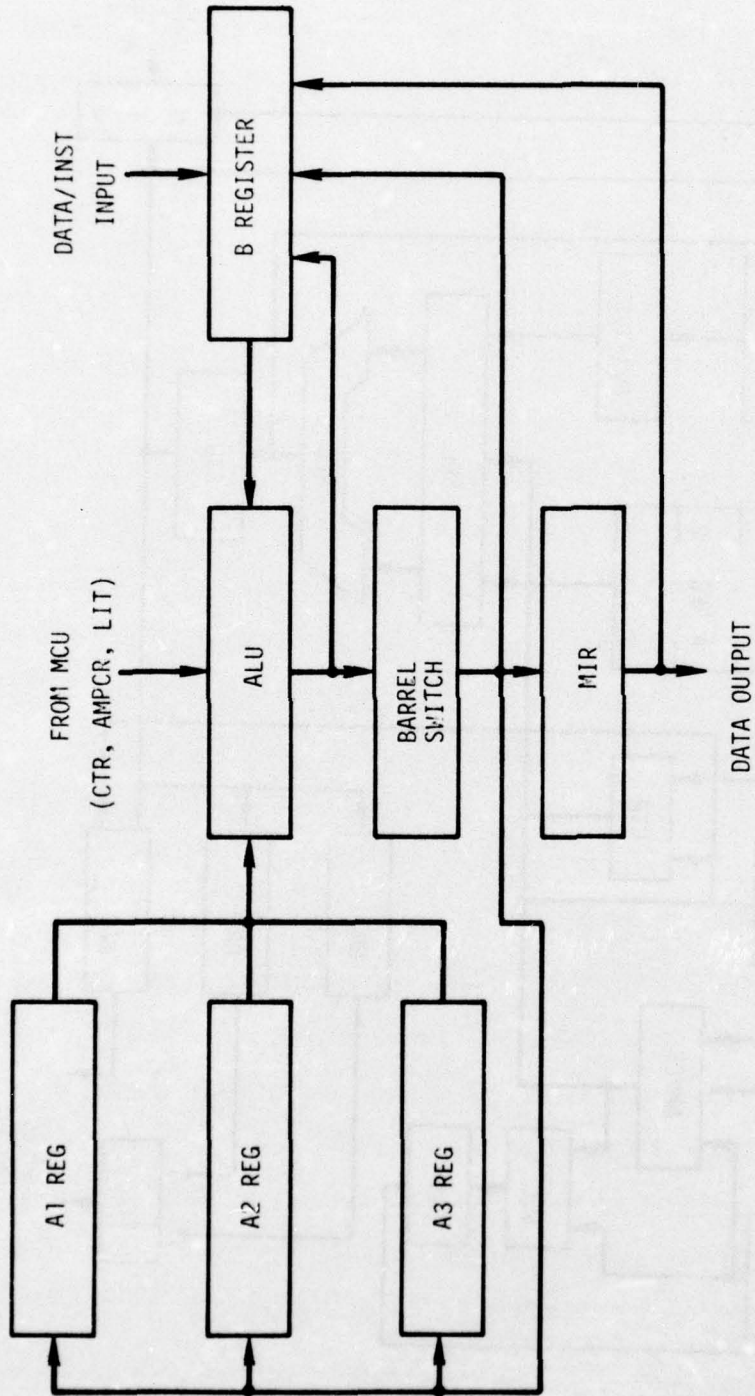 A1 REG
A2 REG
A3 REG
FROM MCU
(CTR, AMPCR, LIT)
ALU
BARREL
SWITCH
MIR
DATA OUTPUT
DATA/INST
INPUT
B REGISTER